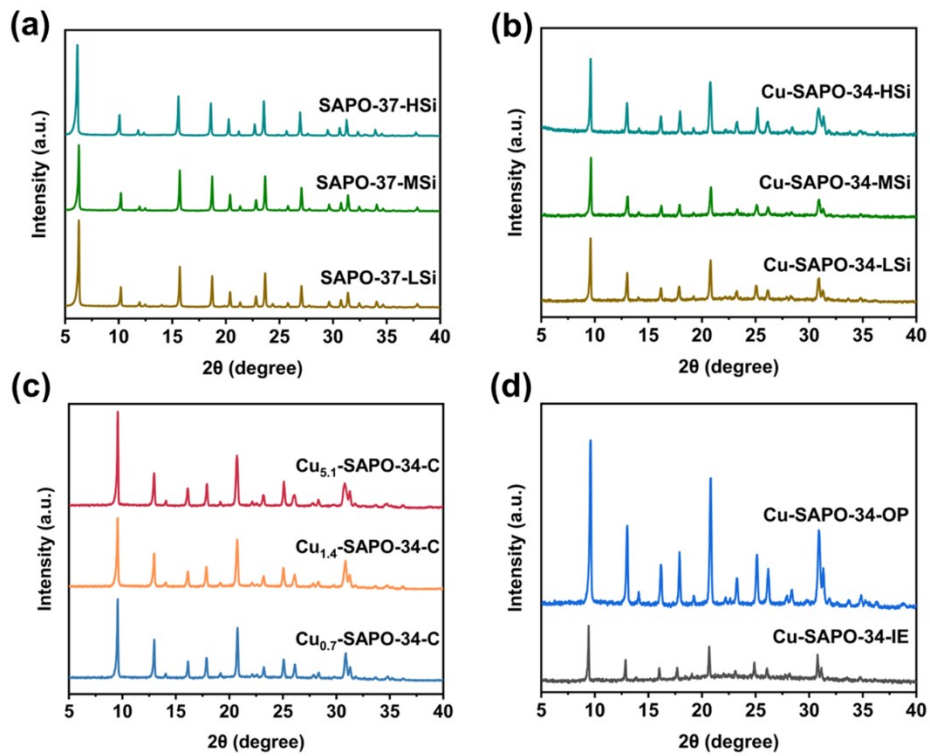 (a)
Intensity (a.u.)
SAPO-37-HSi
SAPO-37-MSi
SAPO-37-LSi
5 10 15 20 25 30 35 40
2θ (degree)
(b)
Intensity (a.u.)
Cu-SAPO-34-HSi
Cu-SAPO-34-MSi
Cu-SAPO-34-LSi
5 10 15 20 25 30 35 40
2θ (degree)
(c)
Intensity (a.u.)
Cu5.1-SAPO-34-C
Cu1.4-SAPO-34-C
Cu0.7-SAPO-34-C
5 10 15 20 25 30 35 40
2θ (degree)
(d)
Intensity (a.u.)
Cu-SAPO-34-OP
Cu-SAPO-34-IE
5 10 15 20 25 30 35 40
2θ (degree)